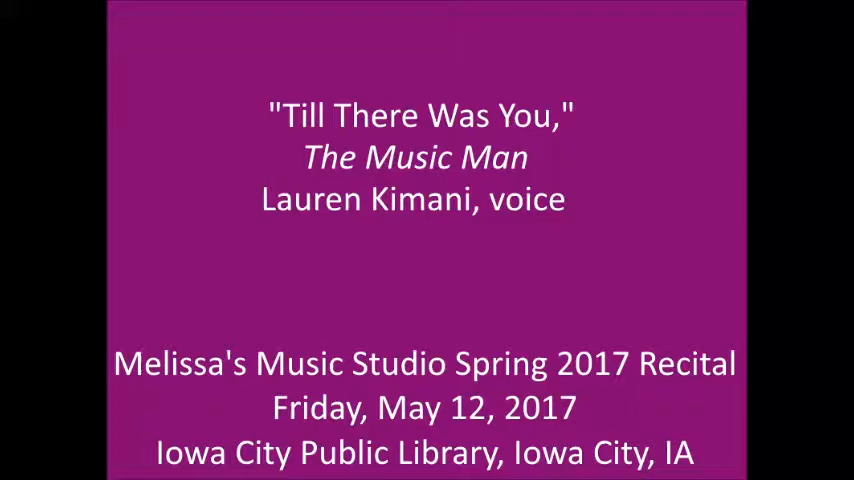 "Till There Was You,"
The Music Man
Lauren Kimani, voice
Melissa's Music Studio Spring 2017 Recital
Friday, May 12, 2017
Iowa City Public Library, Iowa City, IA